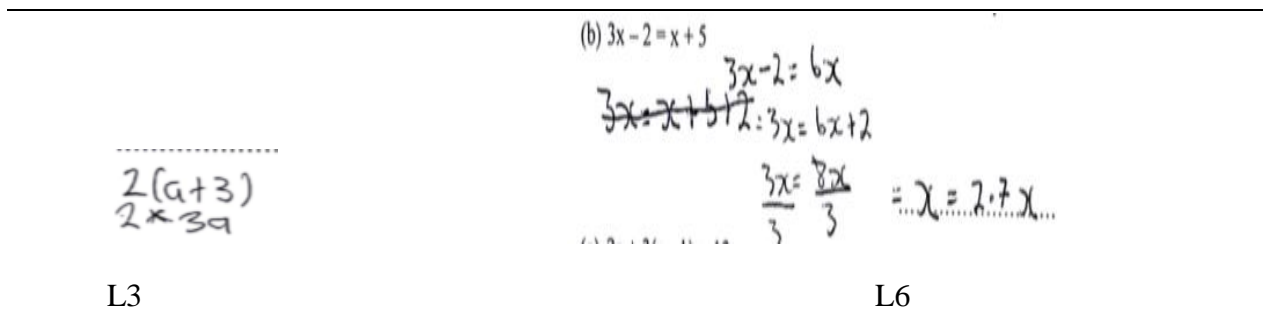 (b) 3x – 2 = x + 5
3x-2 = 6x
3x = x + 5 + 2 : 3x = 6x+2
2(a+3)
2 × 3a
3x = 8x
3 3
= x = 2.7x
L3 L6